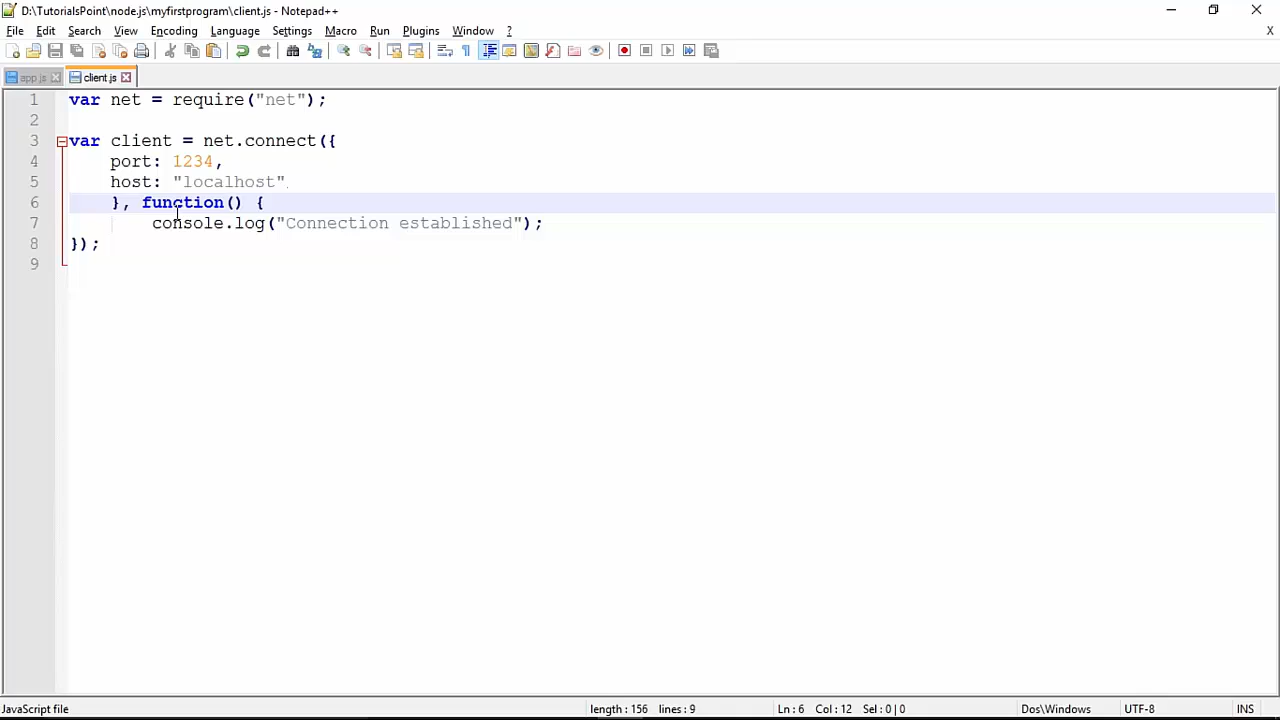 D:\TutorialsPoint\node.js\myfirstprogram\client.js - Notepad++
File Edit Search View Encoding Language Settings Macro Run Plugins Window ?
X
app.js client.js
1 var net = require("net");
2
3 var client = net.connect({
4 port: 1234,
5 host: "localhost"
6 }, function() {
7 console.log("Connection established");
8 });
9
JavaScript file length : 156 lines : 9 Ln : 6 Col : 12 Sel : 0 | 0 Dos\Windows UTF-8 INS